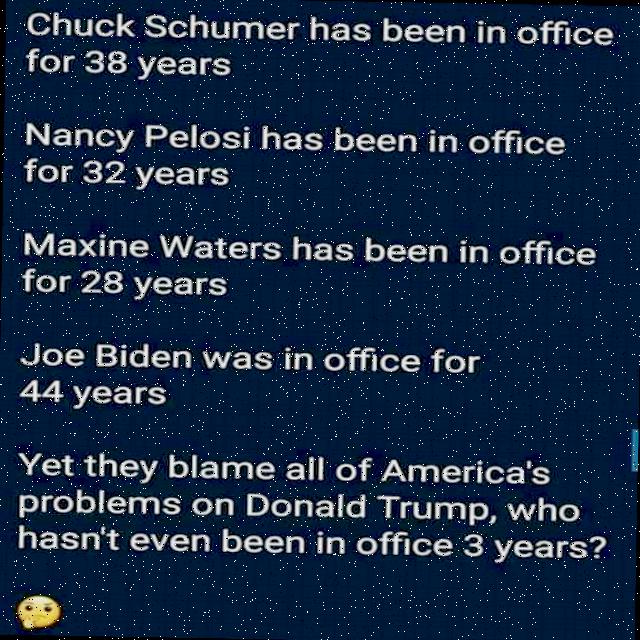 Chuck Schumer has been in office
for 38 years
Nancy Pelosi has been in office
for 32 years
Maxine Waters has been in office
for 28 years
Joe Biden was in office for
44 years
Yet they blame all of America's
problems on Donald Trump, who
hasn't even been in office 3 years?